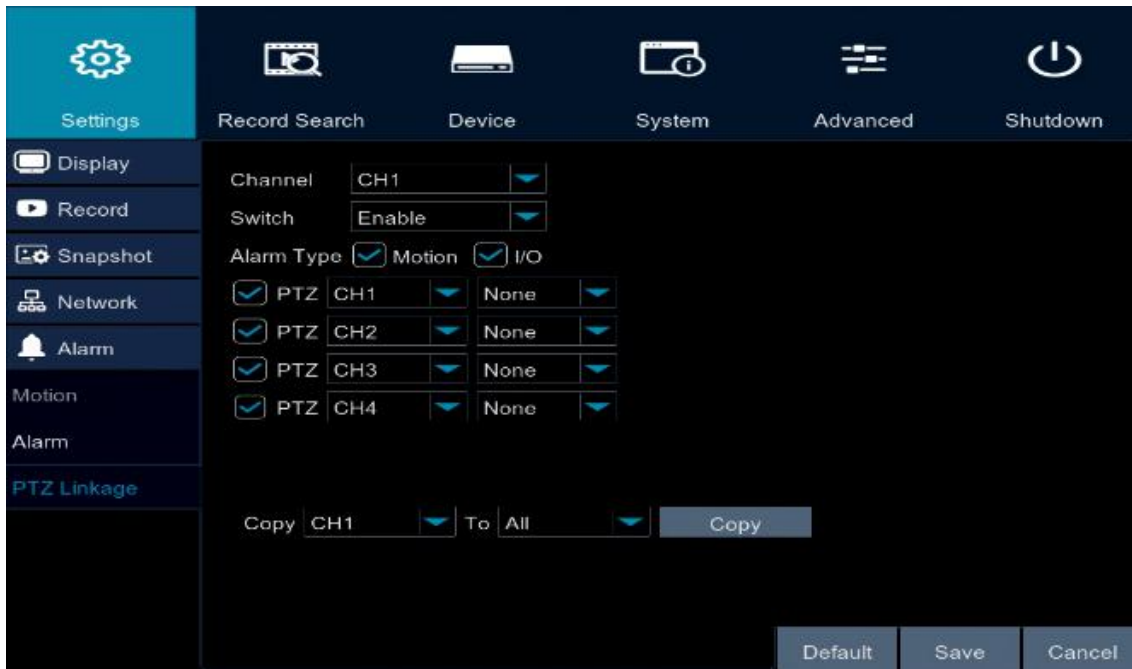 Settings Record Search Device System Advanced Shutdown
Display
Record
Snapshot
Network
Alarm
Motion
Alarm
PTZ Linkage
Channel CH1
Switch Enable
Alarm Type Motion I/O
PTZ CH1 None
PTZ CH2 None
PTZ CH3 None
PTZ CH4 None
Copy CH1 To All Copy
Default Save Cancel